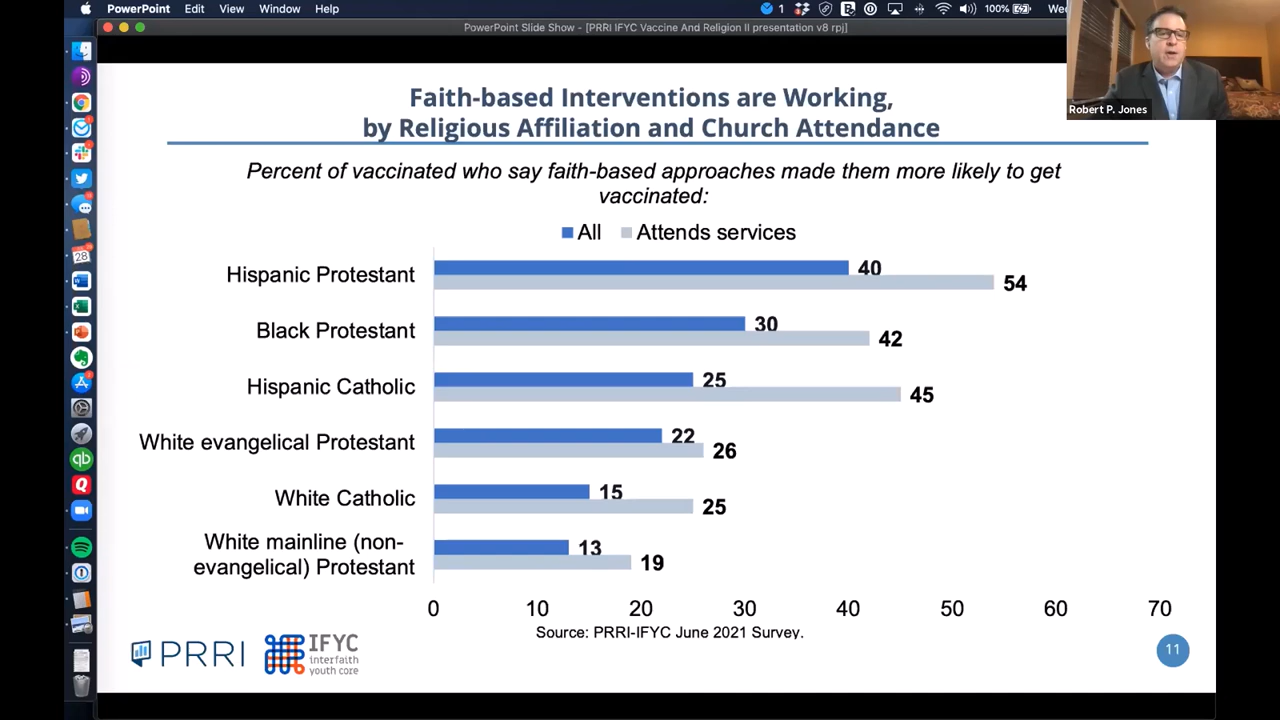 PowerPoint Edit View Window Help 1 100% Wed
PowerPoint Slide Show - [PRRI IFYC Vaccine And Religion II presentation v8 rpj]
Robert P. Jones
Faith-based Interventions are Working,
by Religious Affiliation and Church Attendance
Percent of vaccinated who say faith-based approaches made them more likely to get
vaccinated:
All Attends services
Hispanic Protestant 40 54
Black Protestant 30 42
Hispanic Catholic 25 45
White evangelical Protestant 22 26
White Catholic 15 25
White mainline (non-
evangelical) Protestant 13 19
0 10 20 30 40 50 60 70
Source: PRRI-IFYC June 2021 Survey.
PRRI
IFYC
interfaith
youth core
11
28
qb